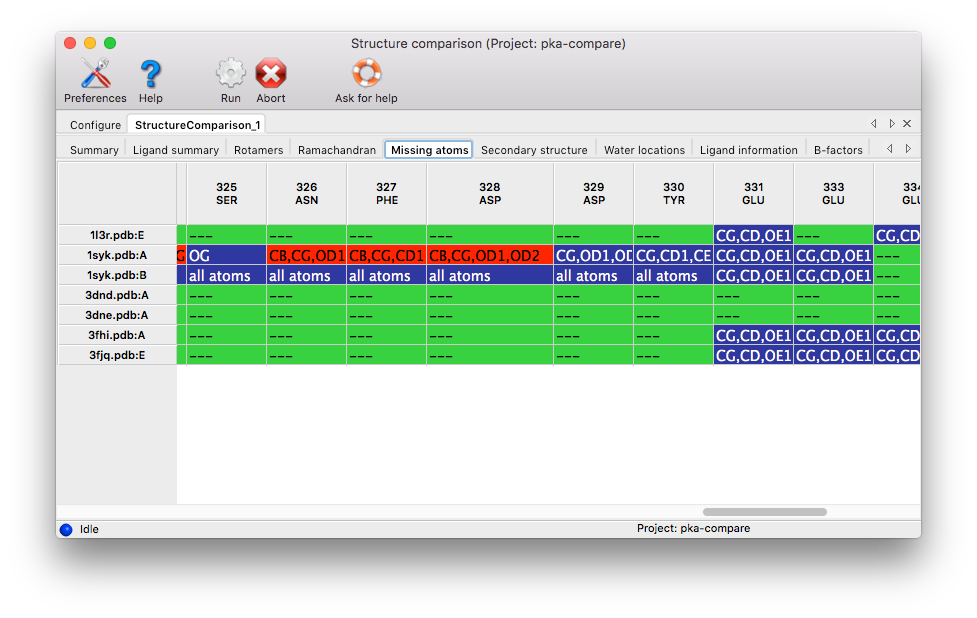 Structure comparison (Project: pka-compare)
Preferences Help Run Abort Ask for help
Configure StructureComparison_1
Summary Ligand summary Rotamers Ramachandran Missing atoms Secondary structure Water locations Ligand information B-factors
325 326 327 328 329 330 331 333
SER ASN PHE ASP ASP TYR GLU GLU
1l3r.pdb:E --- --- --- --- --- --- CG,CD,OE1 --- CG,CD
1syk.pdb:A G OG CB,CG,OD1 CB,CG,CD1 CB,CG,OD1,OD2 CG,OD1,OD CG,CD1,CE CG,CD,OE1 CG,CD,OE1 ---
1syk.pdb:B all atoms all atoms all atoms all atoms all atoms all atoms CG,CD,OE1 CG,CD,OE1 ---
3dnd.pdb:A --- --- --- --- --- --- --- --- ---
3dne.pdb:A --- --- --- --- --- --- --- --- ---
3fhi.pdb:A --- --- --- --- --- --- CG,CD,OE1 CG,CD,OE1 CG,CD
3fjq.pdb:E --- --- --- --- --- --- CG,CD,OE1 CG,CD,OE1 CG,CD
Idle Project: pka-compare